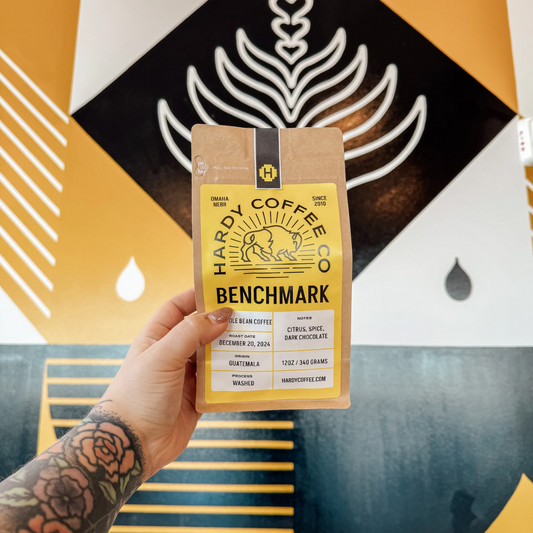 H
OMAHA
NEBR
SINCE
2010
HARDY COFFEE CO
BENCHMARK
LE BEAN COFFEE
ROAST DATE
DECEMBER 20, 2024
ORIGIN
GUATEMALA
PROCESS
WASHED
NOTES
CITRUS, SPICE,
DARK CHOCOLATE
12OZ / 340 GRAMS
HARDYCOFFEE.COM